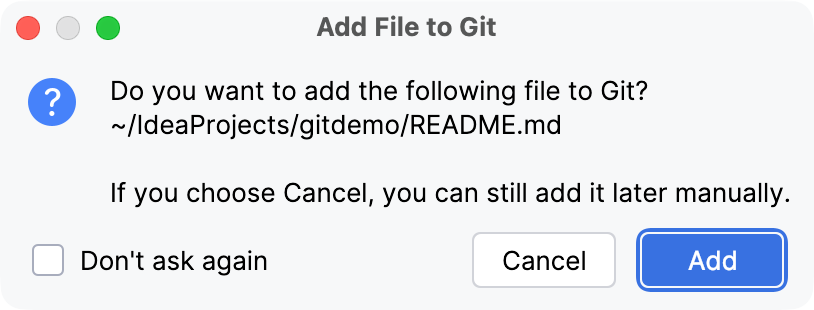 Add File to Git
?
Do you want to add the following file to Git?
~/IdeaProjects/gitdemo/README.md
If you choose Cancel, you can still add it later manually.
Don't ask again
Cancel
Add